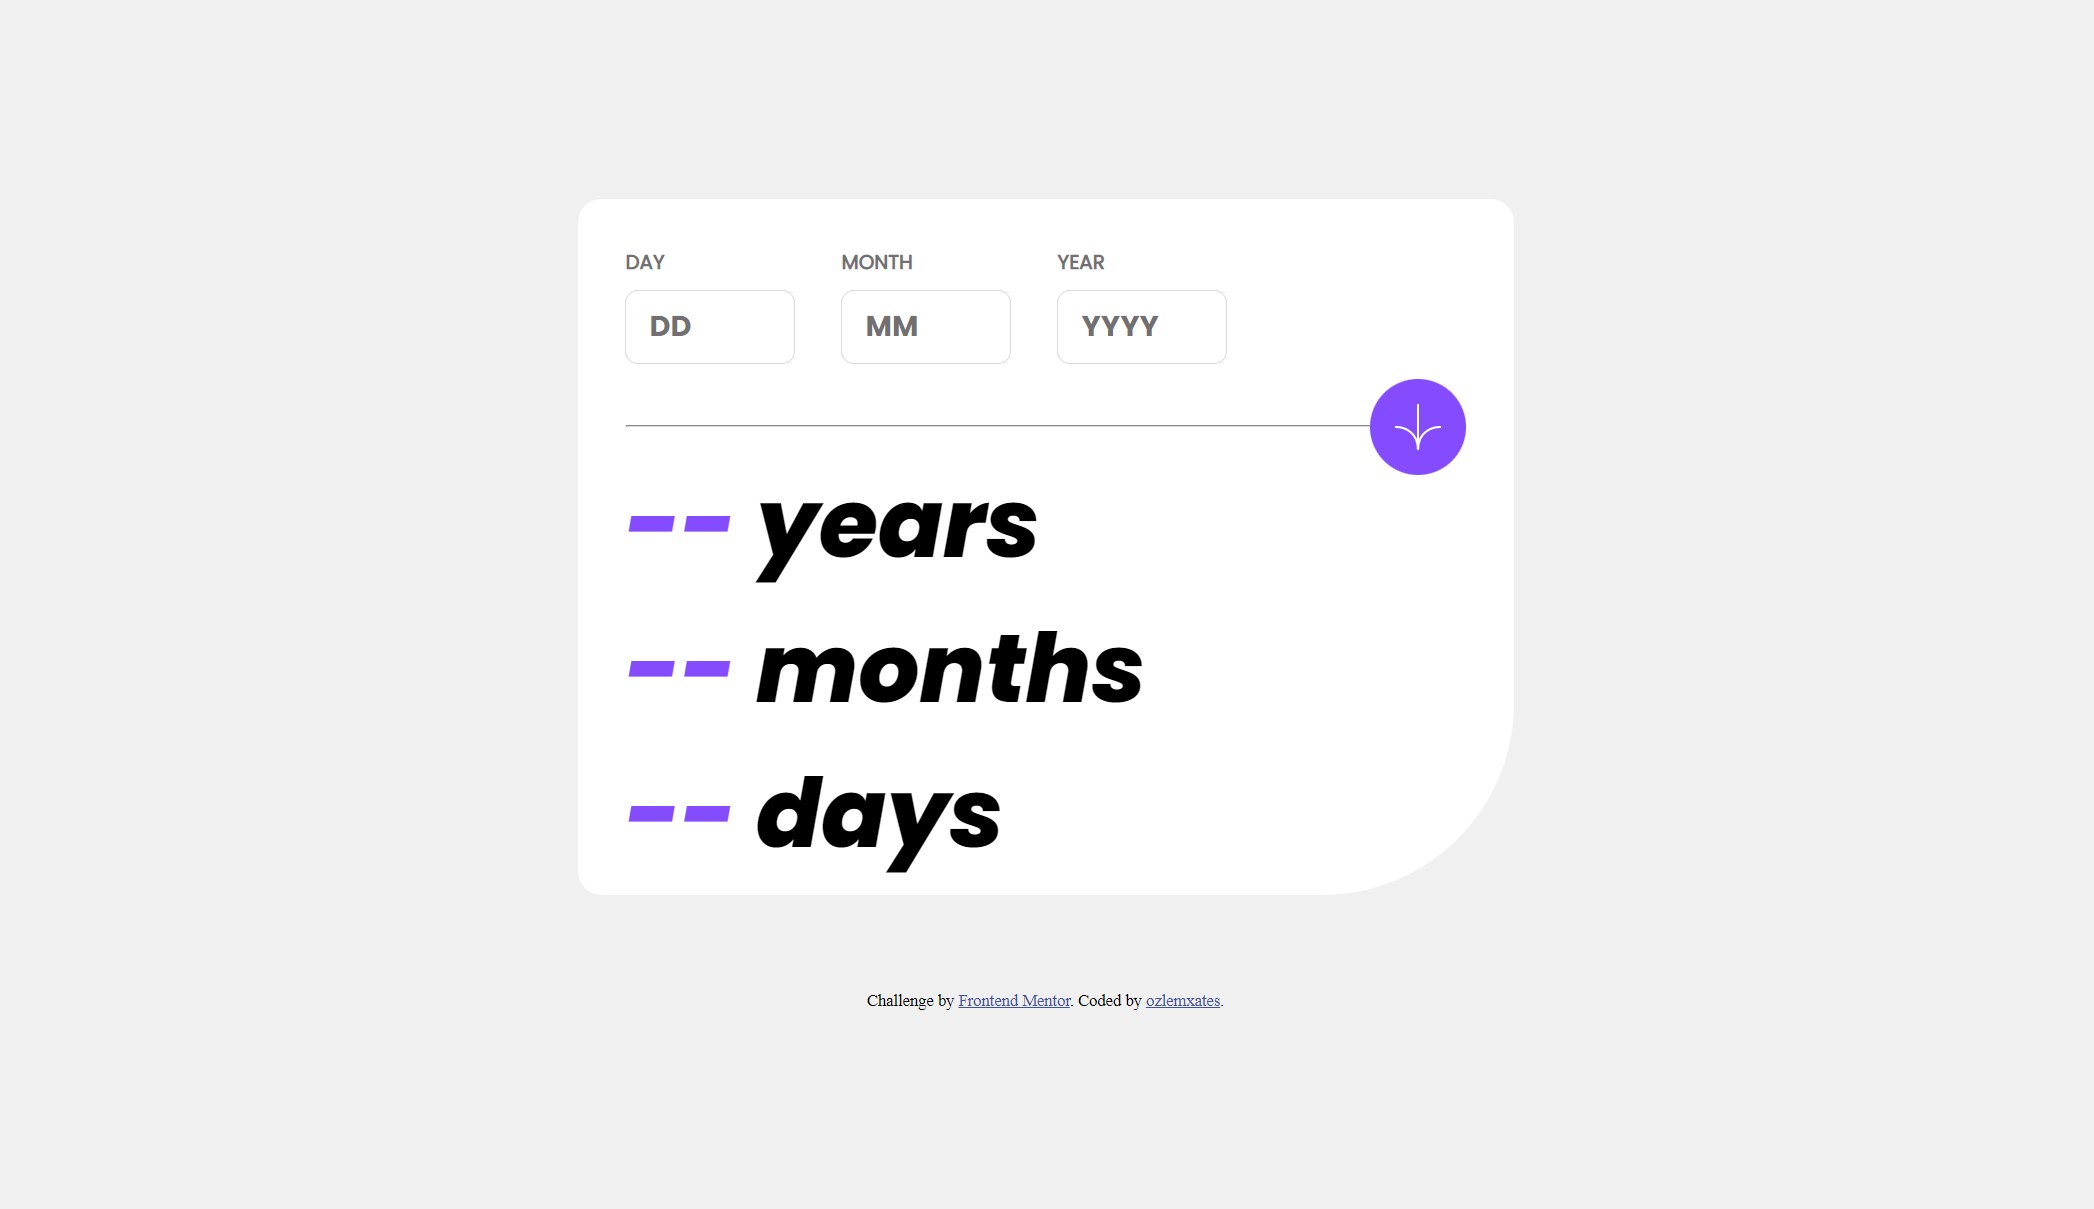 DAY MONTH YEAR
DD MM YYYY
-- years
-- months
-- days
Challenge by Frontend Mentor. Coded by ozlemxates.